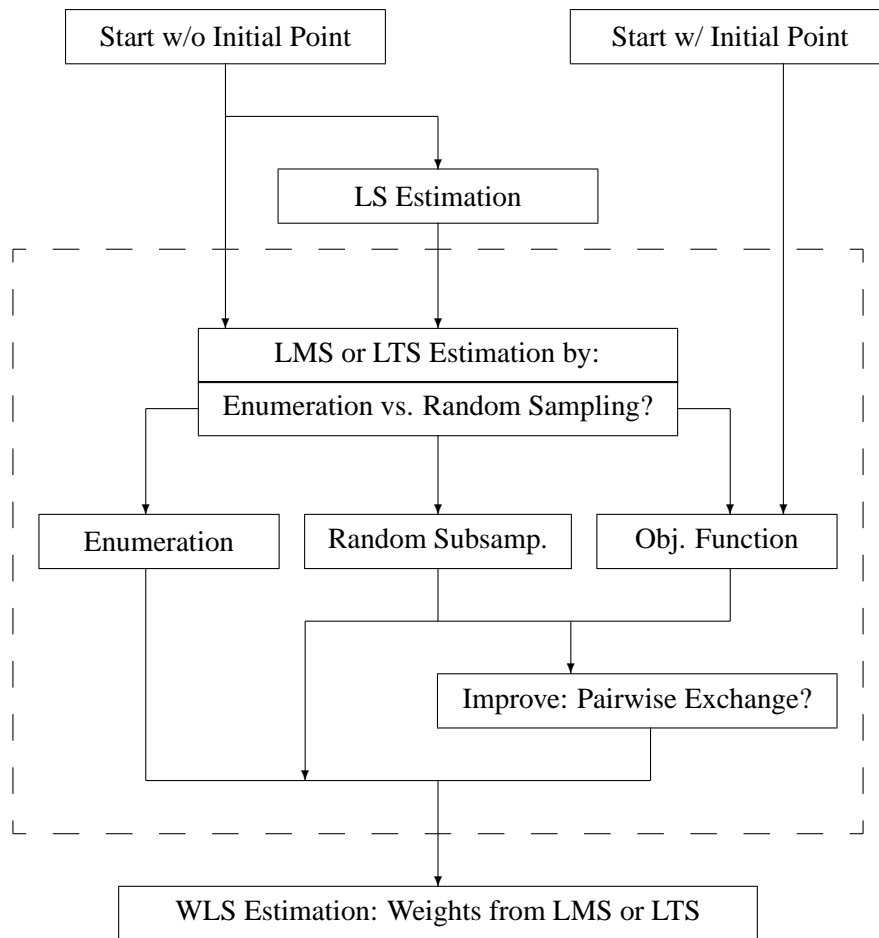 Start w/o Initial Point
Start w/ Initial Point
LS Estimation
LMS or LTS Estimation by:
Enumeration vs. Random Sampling?
Enumeration
Random Subsamp.
Obj. Function
Improve: Pairwise Exchange?
WLS Estimation: Weights from LMS or LTS